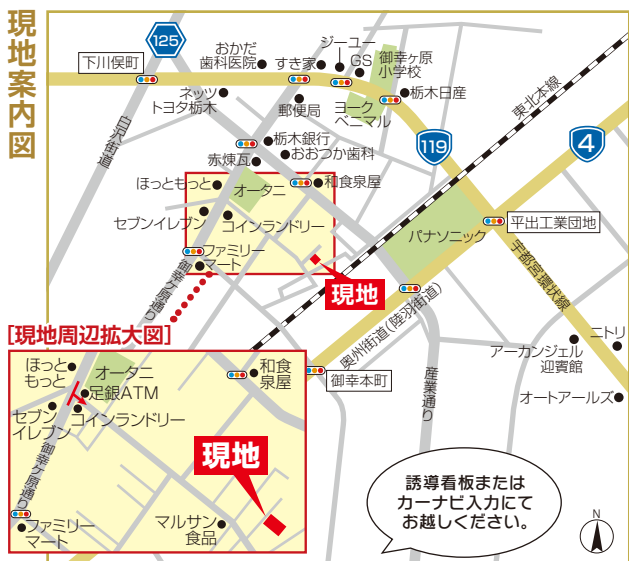 現地案内図
125
下川俣町
おかだ
歯科医院
すき家
ジーユー
GS
御幸ヶ原
小学校
ネッツ
トヨタ栃木
郵便局
ヨーク
ベニマル
栃木日産
東北本線
白沢街道
栃木銀行
おおつか歯科
赤煉瓦
119
4
ほっともっと
オータニ
和食泉屋
セブンイレブン
コインランドリー
パナソニック
平出工業団地
ファミリー
マート
御幸ヶ原通り
現地
宇都宮環状線
奥州街道(陸羽街道)
[現地周辺拡大図]
ニトリ
アーカンジェル
迎賓館
オートアールズ
御幸本町
産業通り
ほっと
もっと
オータニ
足銀ATM
和食
泉屋
セブン
イレブン
コインランドリー
御幸ヶ原通り
現地
ファミリー
マート
マルサン
食品
誘導看板または
カーナビ入力にて
お越しください。
N